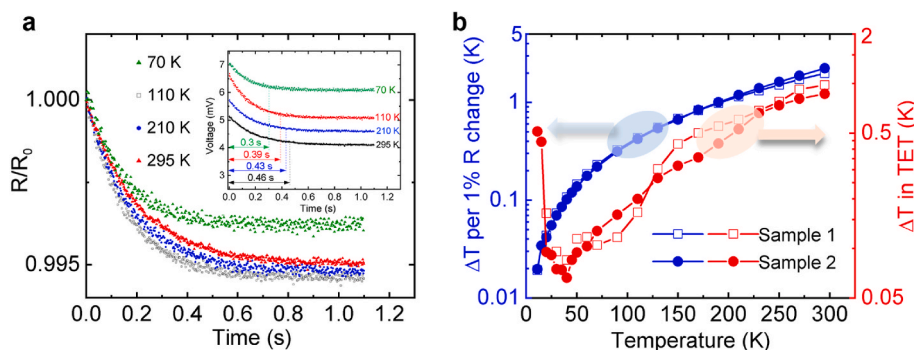 a
R/R0
1.000
0.995
0.0 0.2 0.4 0.6 0.8 1.0 1.2
Time (s)
70 K
110 K
210 K
295 K
Voltage (mV)
7
6
5
4
3
70 K
110 K
210 K
295 K
0.3 s
0.39 s
0.43 s
0.46 s
0.0 0.2 0.4 0.6 0.8 1.0 1.2
Time (s)
b
ΔT per 1% R change (K)
5
1
0.1
0.01
0 50 100 150 200 250 300
Temperature (K)
Sample 1
Sample 2
2
0.5
0.05
ΔT in TET (K)